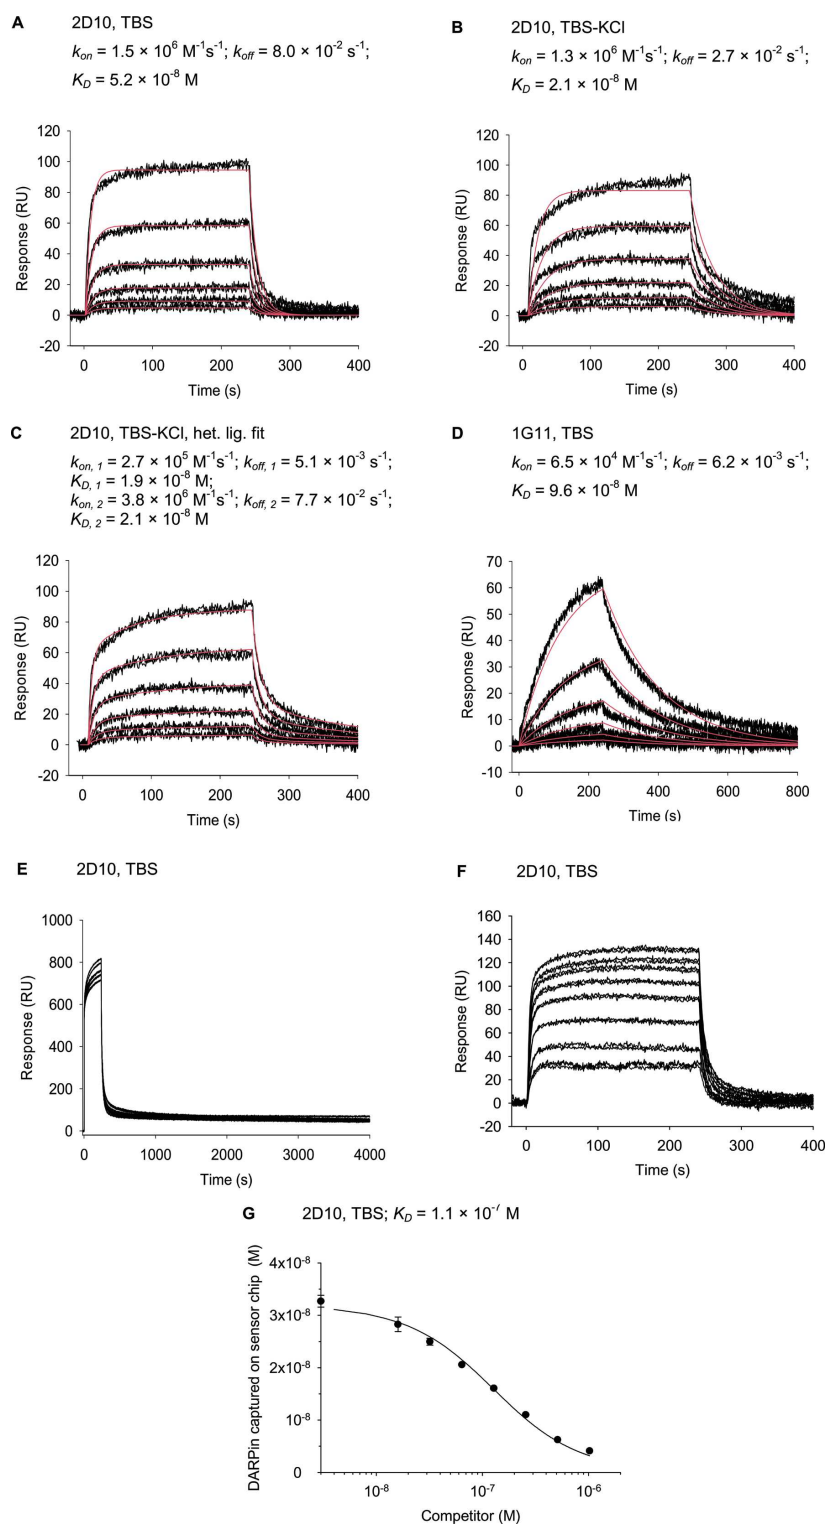 A 2D10, TBS
kon = 1.5 × 10⁶ M⁻¹s⁻¹; koff = 8.0 × 10⁻² s⁻¹;
KD = 5.2 × 10⁻⁸ M
120
100
80
60
40
20
0
-20
Response (RU)
0 100 200 300 400
Time (s)
B 2D10, TBS-KCl
kon = 1.3 × 10⁶ M⁻¹s⁻¹; koff = 2.7 × 10⁻² s⁻¹;
KD = 2.1 × 10⁻⁸ M
120
100
80
60
40
20
0
-20
Response (RU)
0 100 200 300 400
Time (s)
C 2D10, TBS-KCl, het. lig. fit
kon, 1 = 2.7 × 10⁵ M⁻¹s⁻¹; koff, 1 = 5.1 × 10⁻³ s⁻¹;
KD, 1 = 1.9 × 10⁻⁸ M;
kon, 2 = 3.8 × 10⁶ M⁻¹s⁻¹; koff, 2 = 7.7 × 10⁻² s⁻¹;
KD, 2 = 2.1 × 10⁻⁸ M
120
100
80
60
40
20
0
-20
Response (RU)
0 100 200 300 400
Time (s)
D 1G11, TBS
kon = 6.5 × 10⁴ M⁻¹s⁻¹; koff = 6.2 × 10⁻³ s⁻¹;
KD = 9.6 × 10⁻⁸ M
70
60
50
40
30
20
10
0
-10
Response (RU)
0 200 400 600 800
Time (s)
E 2D10, TBS
1000
800
600
400
200
0
Response (RU)
0 1000 2000 3000 4000
Time (s)
F 2D10, TBS
160
140
120
100
80
60
40
20
0
-20
Response (RU)
0 100 200 300 400
Time (s)
G 2D10, TBS; KD = 1.1 × 10⁻⁷ M
4x10⁻⁸
3x10⁻⁸
2x10⁻⁸
10⁻⁸
0
DARPin captured on sensor chip (M)
10⁻⁸ 10⁻⁷ 10⁻⁶
Competitor (M)